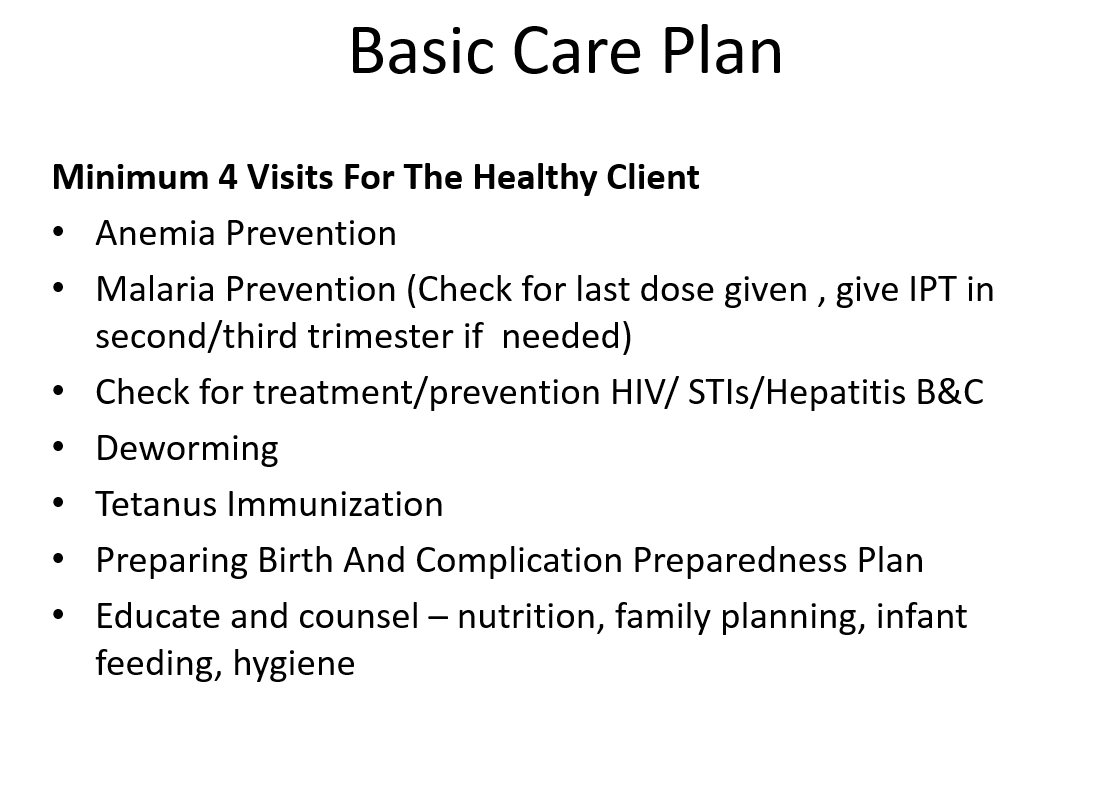 Basic Care Plan
Minimum 4 Visits For The Healthy Client
• Anemia Prevention
• Malaria Prevention (Check for last dose given , give IPT in
second/third trimester if  needed)
• Check for treatment/prevention HIV/ STIs/Hepatitis B&C
• Deworming
• Tetanus Immunization
• Preparing Birth And Complication Preparedness Plan
• Educate and counsel – nutrition, family planning, infant
feeding, hygiene